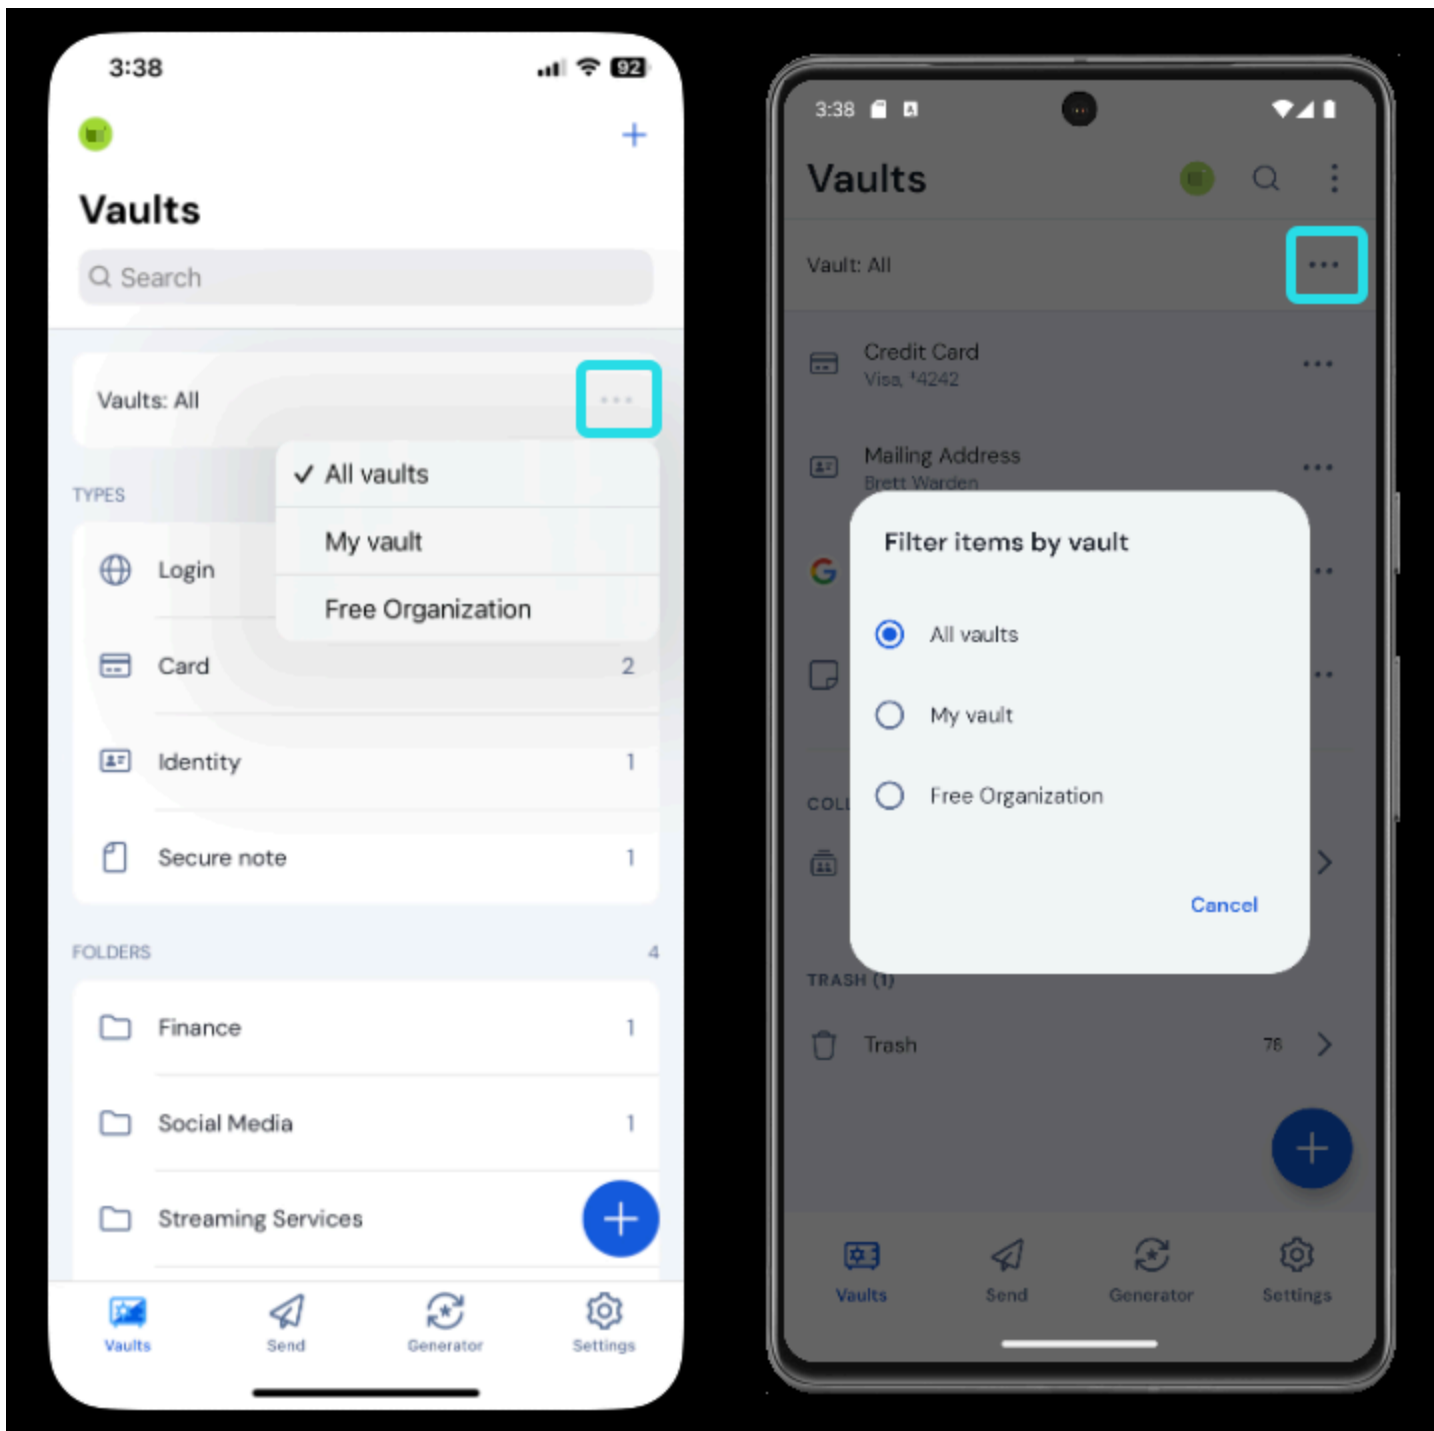 3:38
92
Vaults
Search
Vaults: All
All vaults
My vault
Free Organization
TYPES
Login
Card 2
Identity 1
Secure note 1
FOLDERS 4
Finance 1
Social Media 1
Streaming Services
Vaults Send Generator Settings
3:38
Vaults
Vault: All
Credit Card
Visa, *4242
Mailing Address
Brett Warden
Filter items by vault
All vaults
My vault
COLL
Free Organization
Cancel
TRASH (1)
Trash 78
Vaults Send Generator Settings